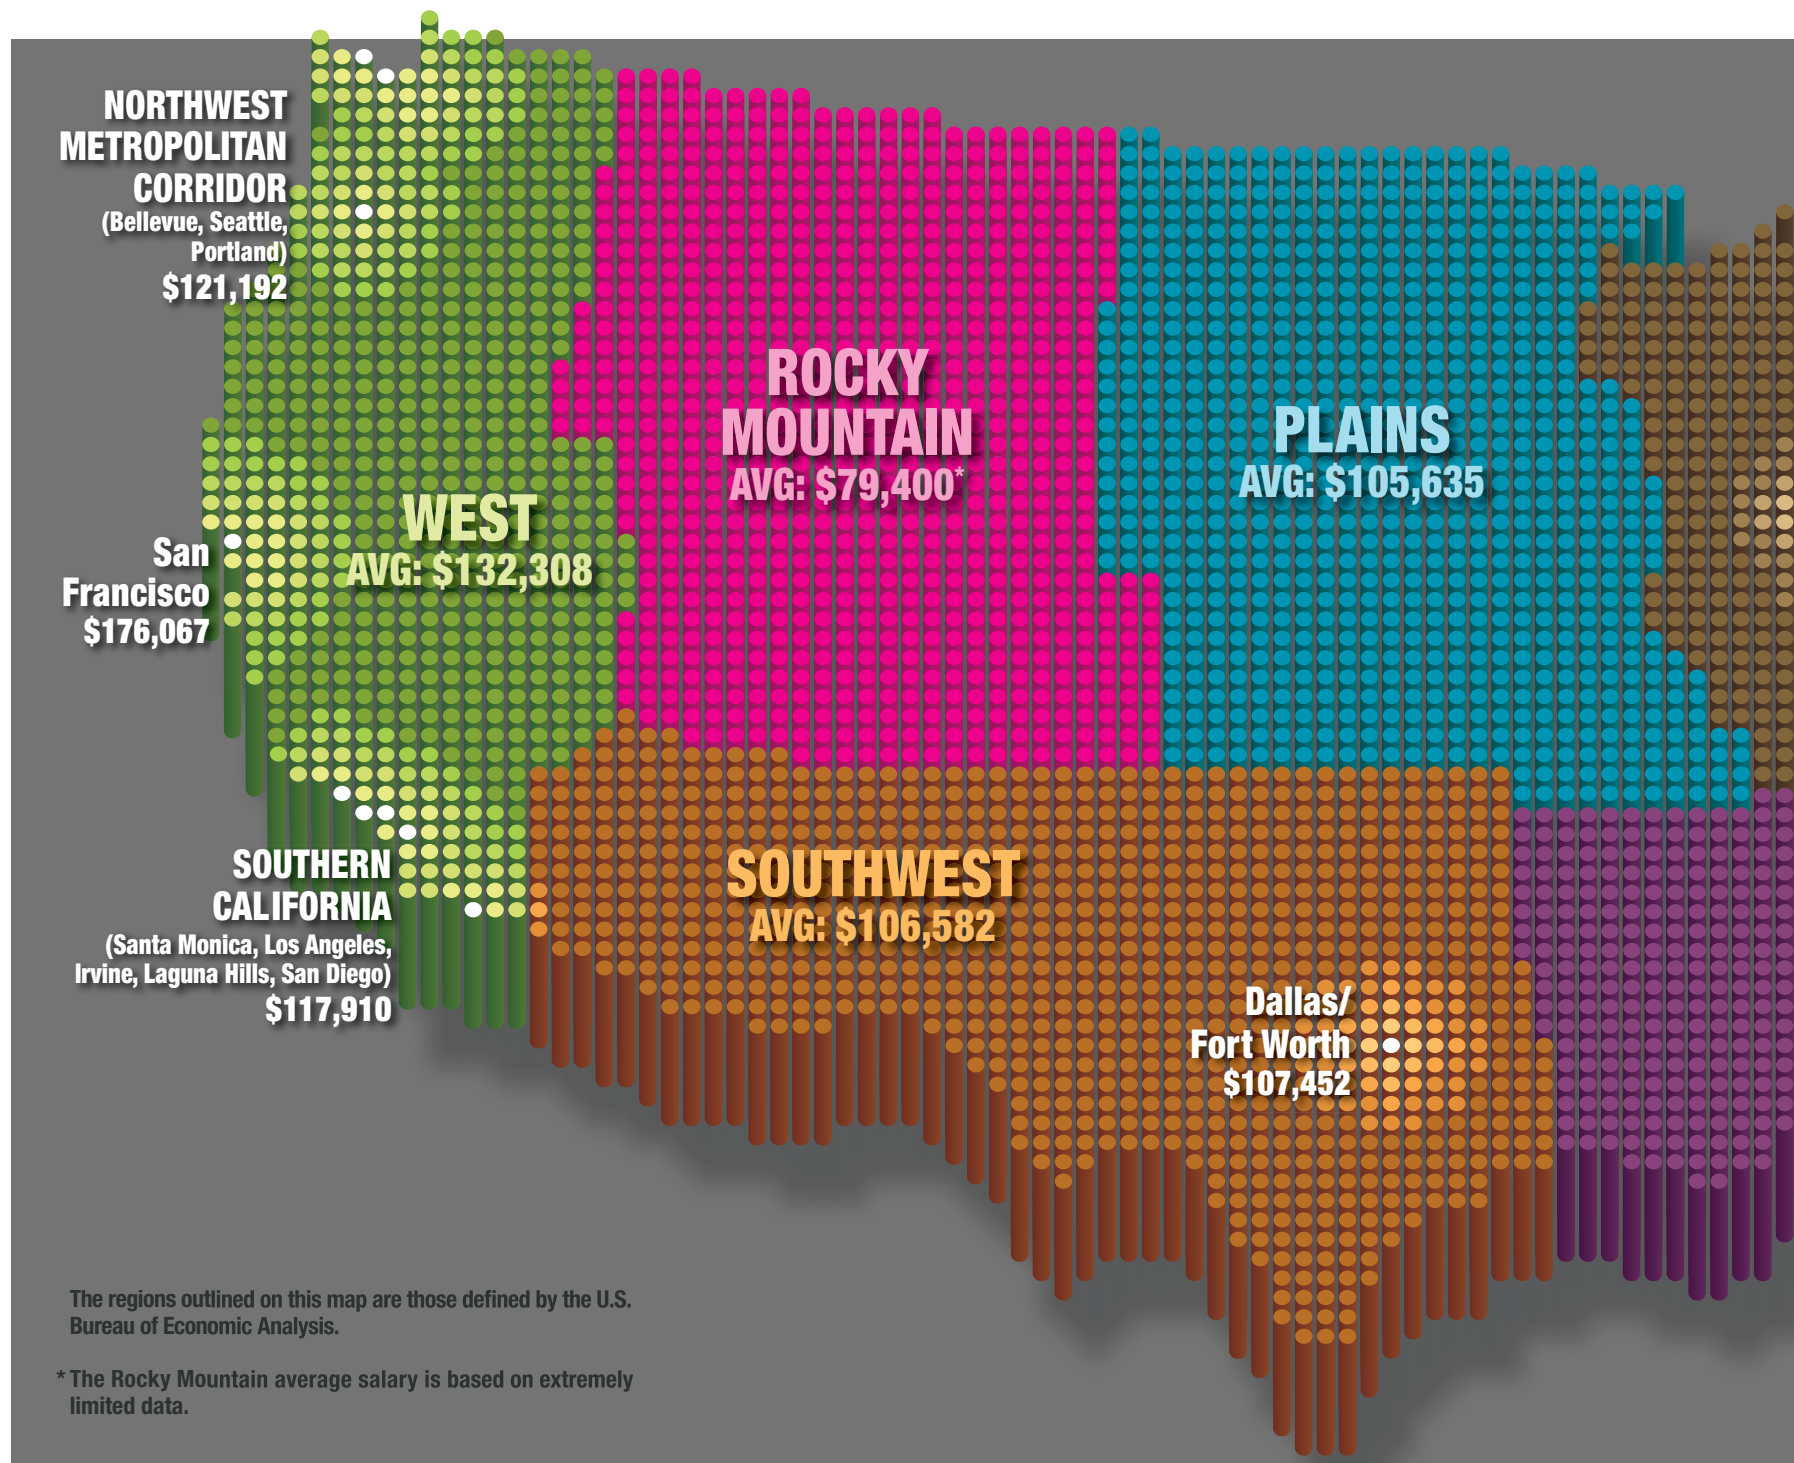 NORTHWEST
METROPOLITAN
CORRIDOR
(Bellevue, Seattle,
Portland)
$121,192
ROCKY
MOUNTAIN
AVG: $79,400*
PLAINS
AVG: $105,635
WEST
AVG: $132,308
San
Francisco
$176,067
SOUTHERN
CALIFORNIA
(Santa Monica, Los Angeles,
Irvine, Laguna Hills, San Diego)
$117,910
SOUTHWEST
AVG: $106,582
Dallas/
Fort Worth
$107,452
The regions outlined on this map are those defined by the U.S.
Bureau of Economic Analysis.
* The Rocky Mountain average salary is based on extremely
limited data.